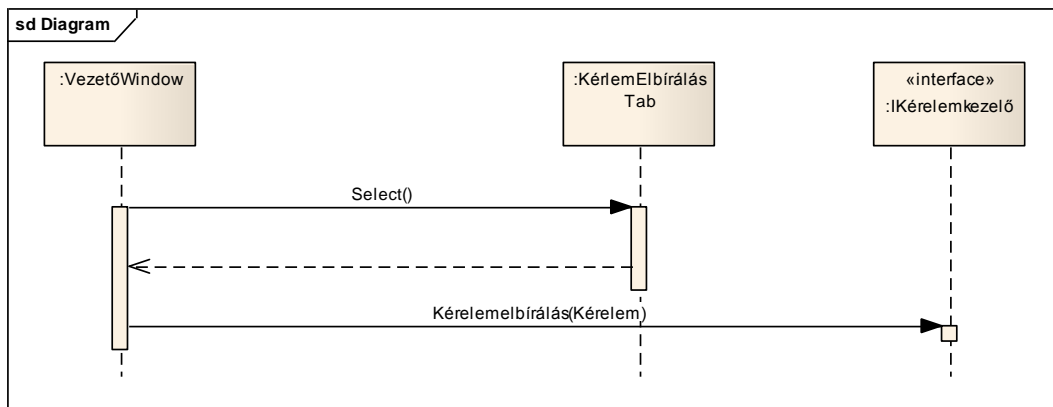 sd Diagram
:VezetőWindow
:KérlemElbírálás
Tab
«interface»
:IKérelemkezelő
Select()
Kérelemelbírálás(Kérelem)